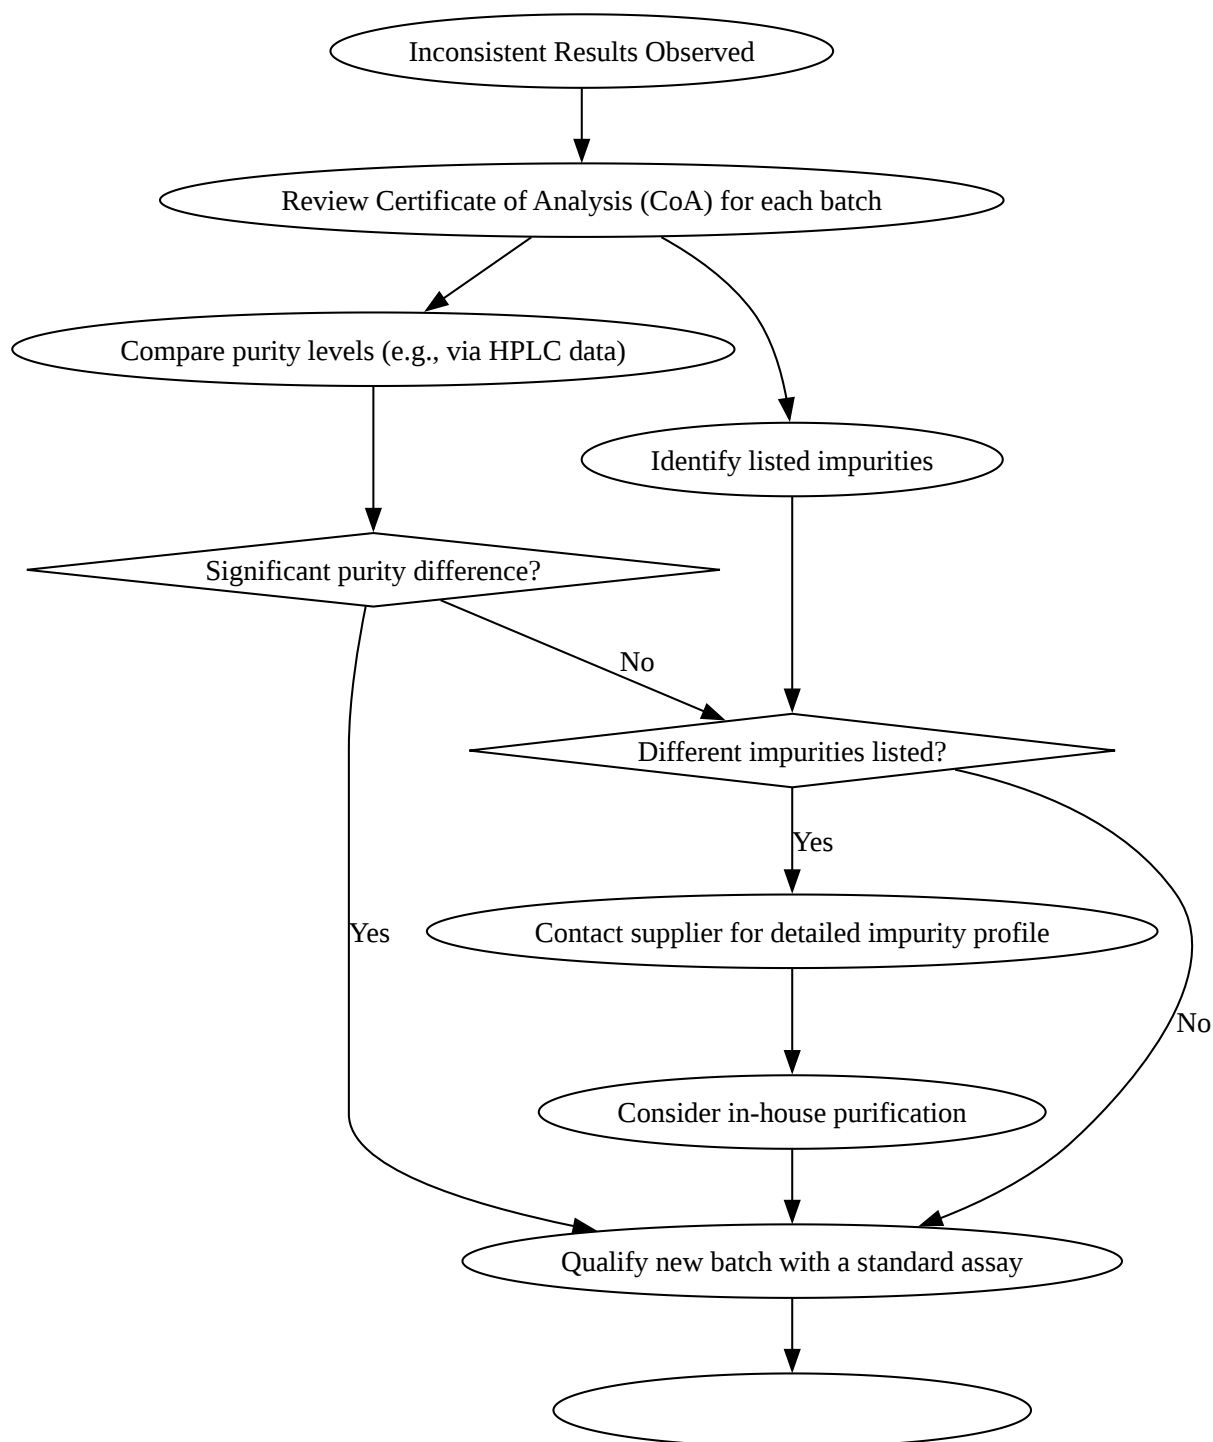 Inconsistent Results Observed
Review Certificate of Analysis (CoA) for each batch
Compare purity levels (e.g., via HPLC data)
Identify listed impurities
Significant purity difference?
No
Different impurities listed?
Yes
Yes
Contact supplier for detailed impurity profile
No
Consider in-house purification
Qualify new batch with a standard assay